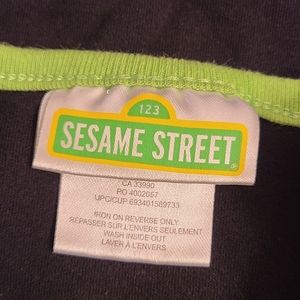 123
SESAME STREET
CA 33990
PO 4002057
UPC/CUP 693401589733
IRON ON REVERSE ONLY
REPASSER SUR L'ENVERS SEULEMENT
WASH INSIDE OUT
LAVER À L'ENVERS